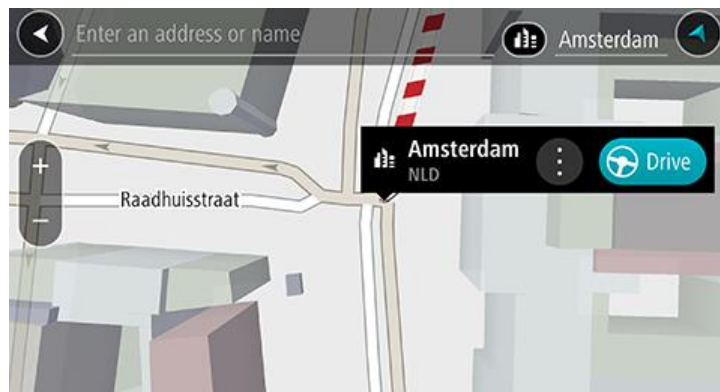 Enter an address or name
Amsterdam
Amsterdam
NLD
Drive
Raadhuisstraat